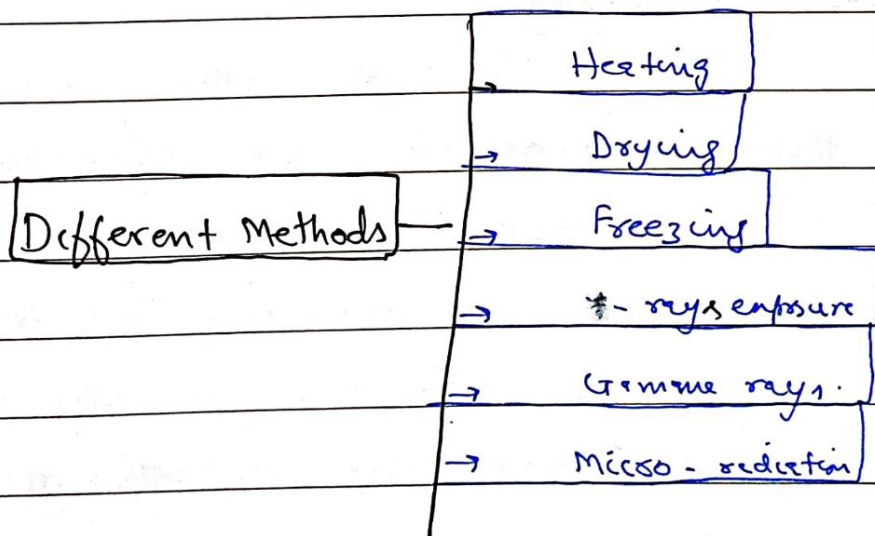 Heating
Drying
Different Methods
Freezing
- rays exposure
Gamma rays.
Micro - radiation